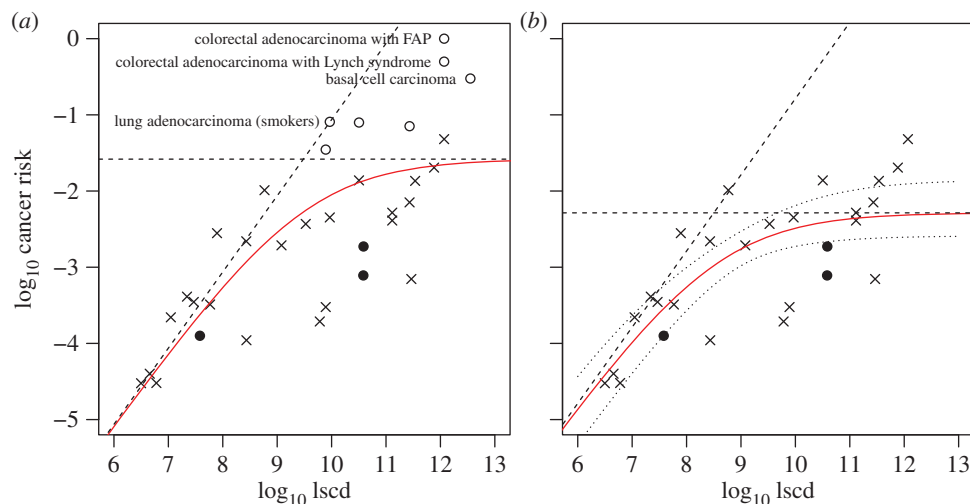 (a)
(b)
0
colorectal adenocarcinoma with FAP
colorectal adenocarcinoma with Lynch syndrome
basal cell carcinoma
−1
lung adenocarcinoma (smokers)
−2
−3
−4
−5
log10 cancer risk
6 7 8 9 10 11 12 13
6 7 8 9 10 11 12 13
log10 lscd
log10 lscd